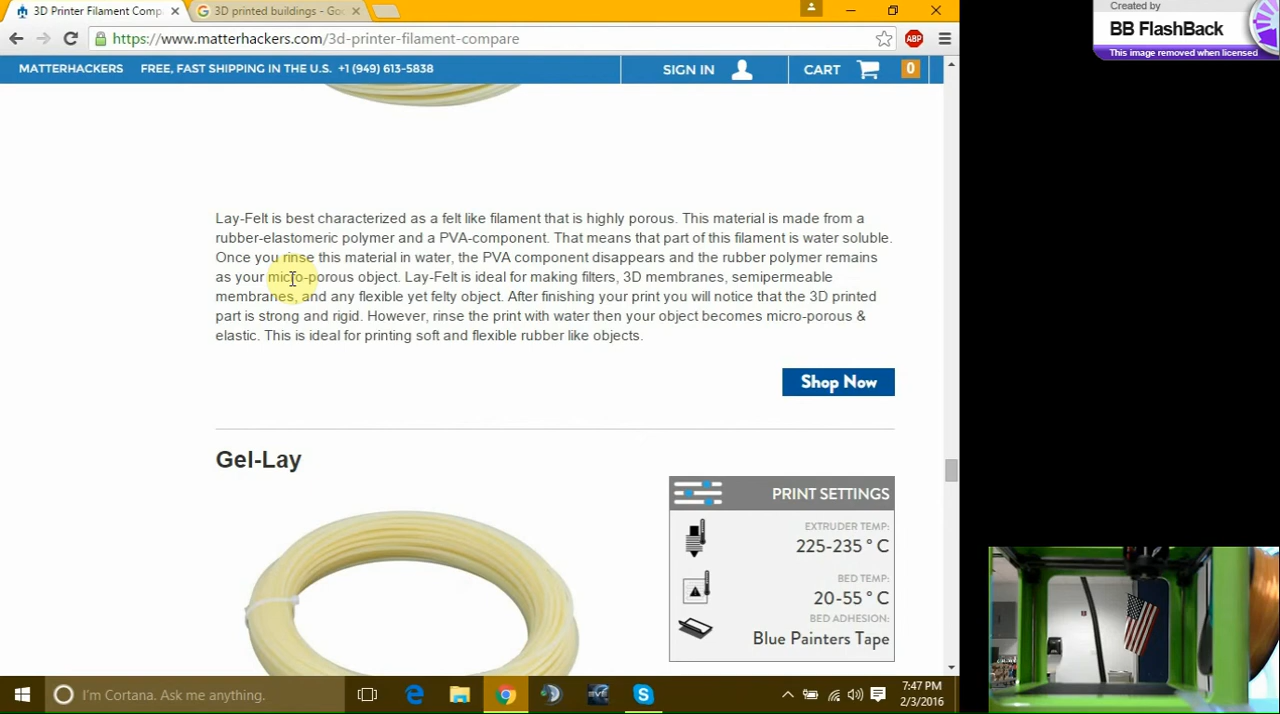 3D Printer Filament Comp
3D printed buildings - Goo
https://www.matterhackers.com/3d-printer-filament-compare
ABP
MATTERHACKERS FREE, FAST SHIPPING IN THE U.S. +1 (949) 613-5838 SIGN IN CART 0
Lay-Felt is best characterized as a felt like filament that is highly porous. This material is made from a
rubber-elastomeric polymer and a PVA-component. That means that part of this filament is water soluble.
Once you rinse this material in water, the PVA component disappears and the rubber polymer remains
as your micro-porous object. Lay-Felt is ideal for making filters, 3D membranes, semipermeable
membranes, and any flexible yet felty object. After finishing your print you will notice that the 3D printed
part is strong and rigid. However, rinse the print with water then your object becomes micro-porous &
elastic. This is ideal for printing soft and flexible rubber like objects.
Shop Now
Gel-Lay
PRINT SETTINGS
EXTRUDER TEMP:
225-235 ° C
BED TEMP:
20-55 ° C
BED ADHESION:
Blue Painters Tape
I'm Cortana. Ask me anything.
EVE
7:47 PM
2/3/2016
Created by
BB FlashBack
This image removed when licensed